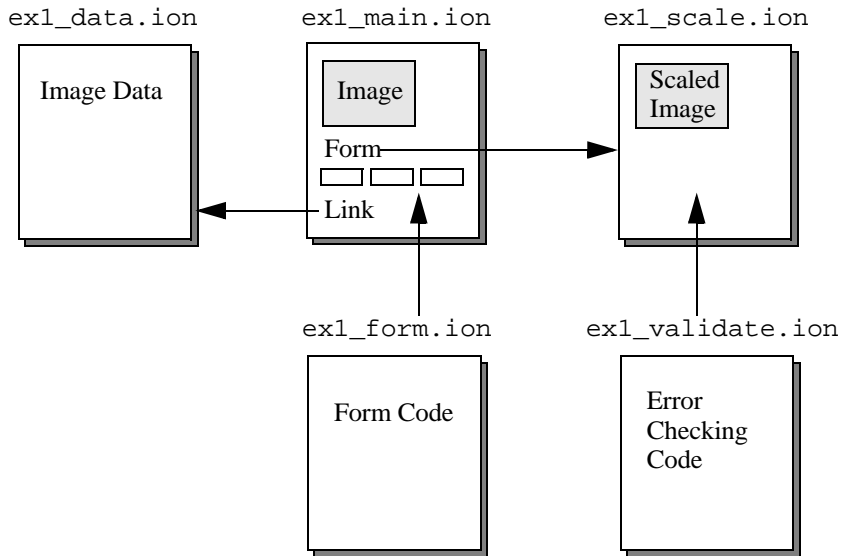 ex1_data.ion
ex1_main.ion
ex1_scale.ion
Image Data
Image
Form
Link
Scaled
Image
ex1_form.ion
ex1_validate.ion
Form Code
Error
Checking
Code